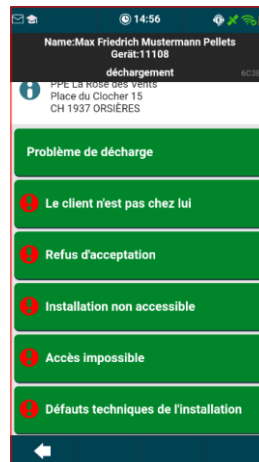 14:56
Name:Max Friedrich Mustermann Pellets
Gerät:11108
déchargement
PPE La Rose des Vents
Place du Clocher 15
CH 1937 ORSIÈRES
Problème de décharge
Le client n'est pas chez lui
Refus d'acceptation
Installation non accessible
Accès impossible
Défauts techniques de l'installation